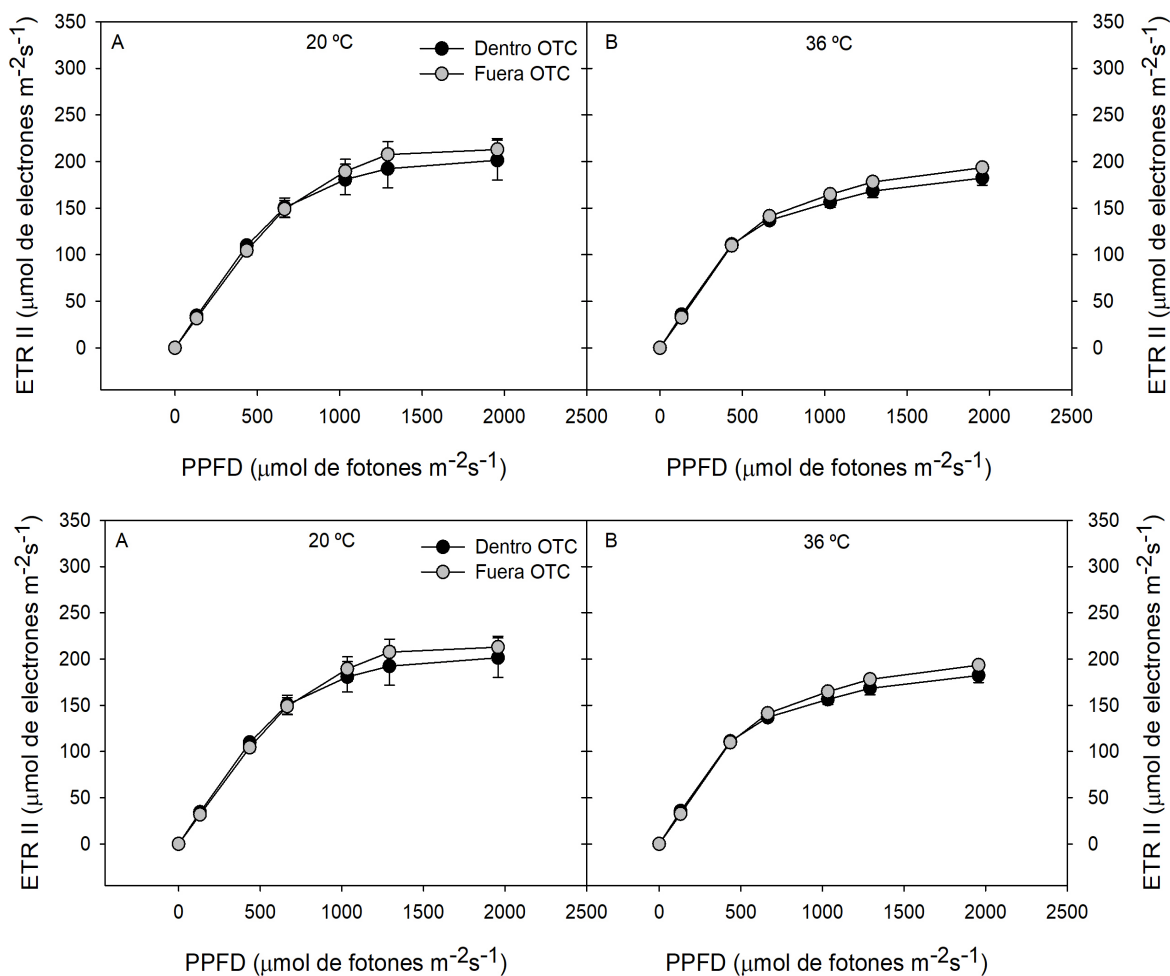 A
20 ºC
Dentro OTC
Fuera OTC
B
36 ºC
350
300
250
200
150
100
50
0
ETR II (μmol de electrones m-2s-1)
350
300
250
200
150
100
50
0
ETR II (μmol de electrones m-2s-1)
0 500 1000 1500 2000 2500
0 500 1000 1500 2000 2500
PPFD (μmol de fotones m-2s-1)
PPFD (μmol de fotones m-2s-1)
A
20 ºC
Dentro OTC
Fuera OTC
B
36 ºC
350
300
250
200
150
100
50
0
ETR II (μmol de electrones m-2s-1)
350
300
250
200
150
100
50
0
ETR II (μmol de electrones m-2s-1)
0 500 1000 1500 2000 2500
0 500 1000 1500 2000 2500
PPFD (μmol de fotones m-2s-1)
PPFD (μmol de fotones m-2s-1)